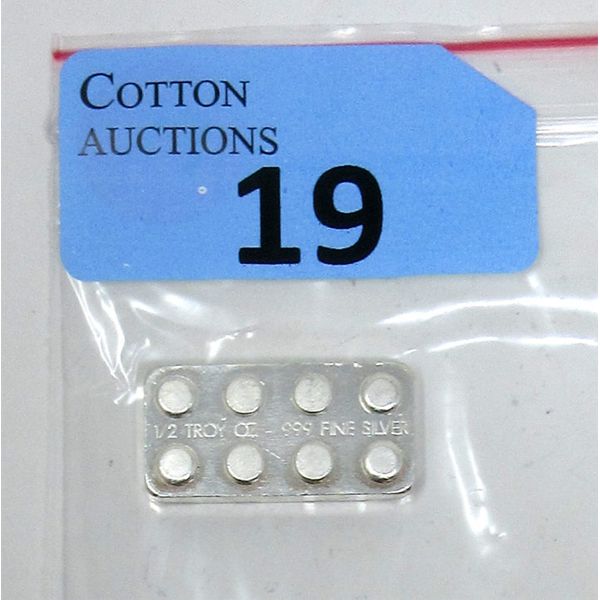 COTTON
AUCTIONS
19
1/2 TROY OZ. - 999 FINE SILVER